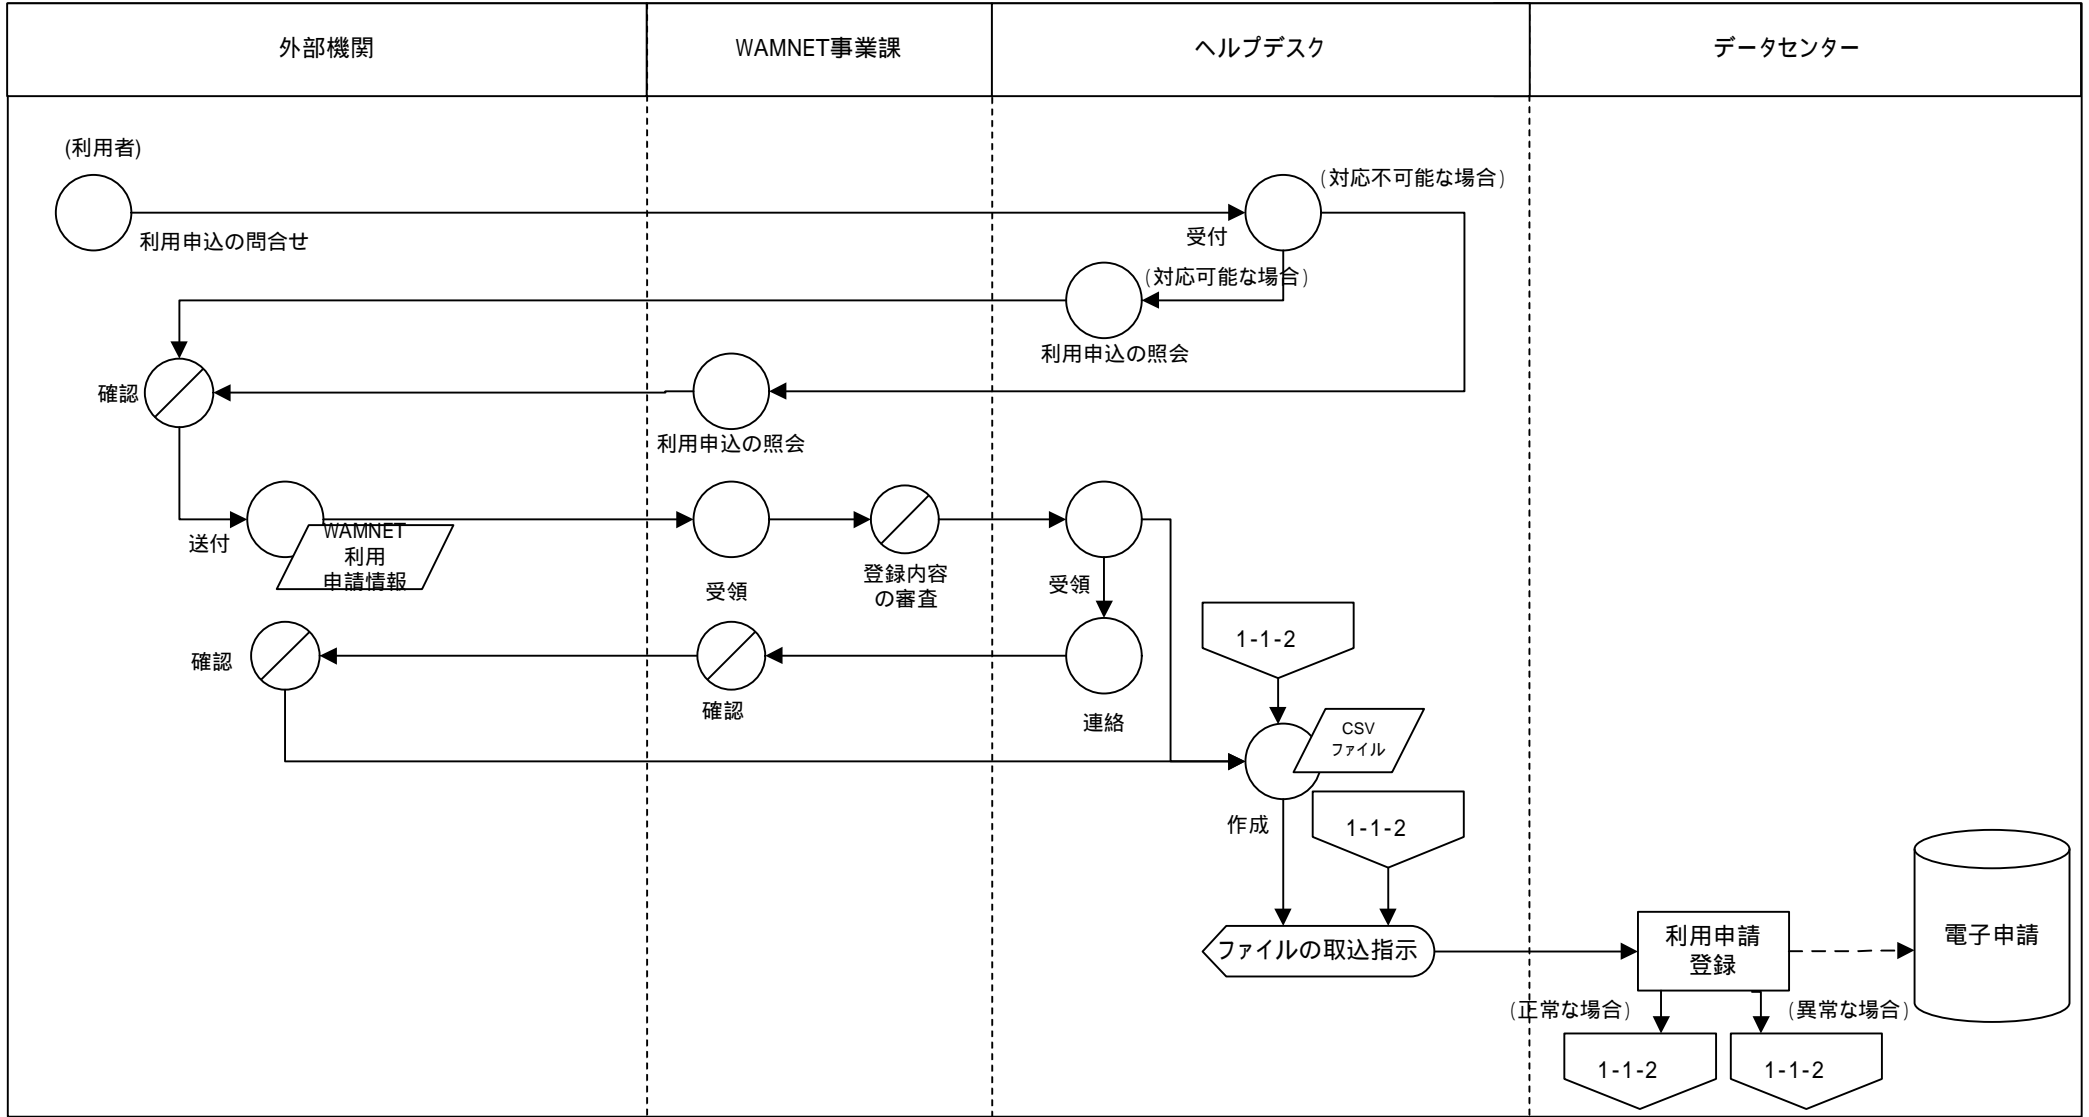 外部機関
WAMNET事業課
ヘルプデスク
データセンター
(利用者)
(対応不可能な場合)
利用申込の問合せ
受付
(対応可能な場合)
利用申込の照会
確認
利用申込の照会
送付
WAMNET
利用
申請情報
受領
登録内容
の審査
受領
1-1-2
確認
確認
連絡
CSV
ファイル
作成
1-1-2
ファイルの取込指示
利用申請
登録
電子申請
(正常な場合)
(異常な場合)
1-1-2
1-1-2